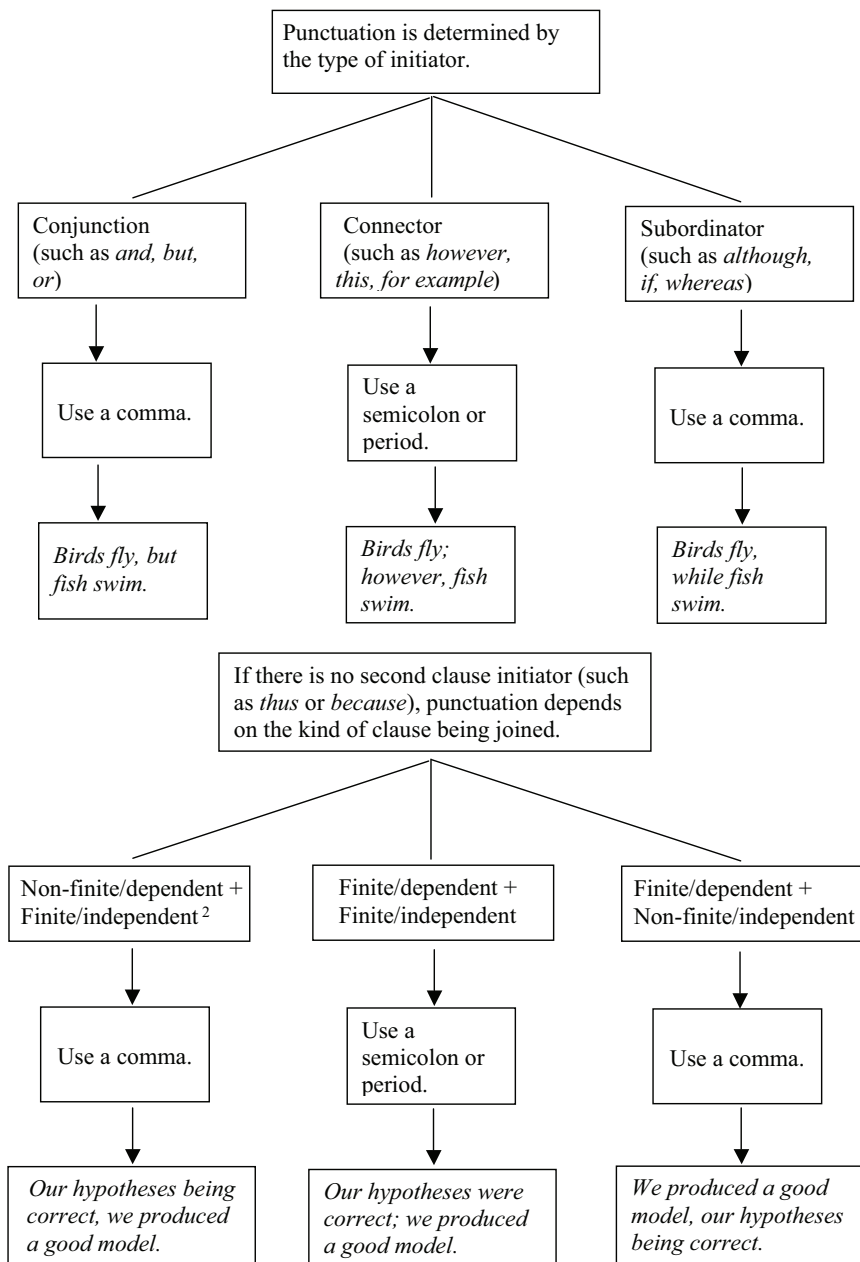 Punctuation is determined by
the type of initiator.
Conjunction
(such as and, but,
or)
Connector
(such as however,
this, for example)
Subordinator
(such as although,
if, whereas)
Use a comma.
Use a
semicolon or
period.
Use a comma.
Birds fly, but
fish swim.
Birds fly;
however, fish
swim.
Birds fly,
while fish
swim.
If there is no second clause initiator (such
as thus or because), punctuation depends
on the kind of clause being joined.
Non-finite/dependent +
Finite/independent 2
Finite/dependent +
Finite/independent
Finite/dependent +
Non-finite/independent
Use a comma.
Use a
semicolon or
period.
Use a comma.
Our hypotheses being
correct, we produced
a good model.
Our hypotheses were
correct; we produced
a good model.
We produced a good
model, our hypotheses
being correct.